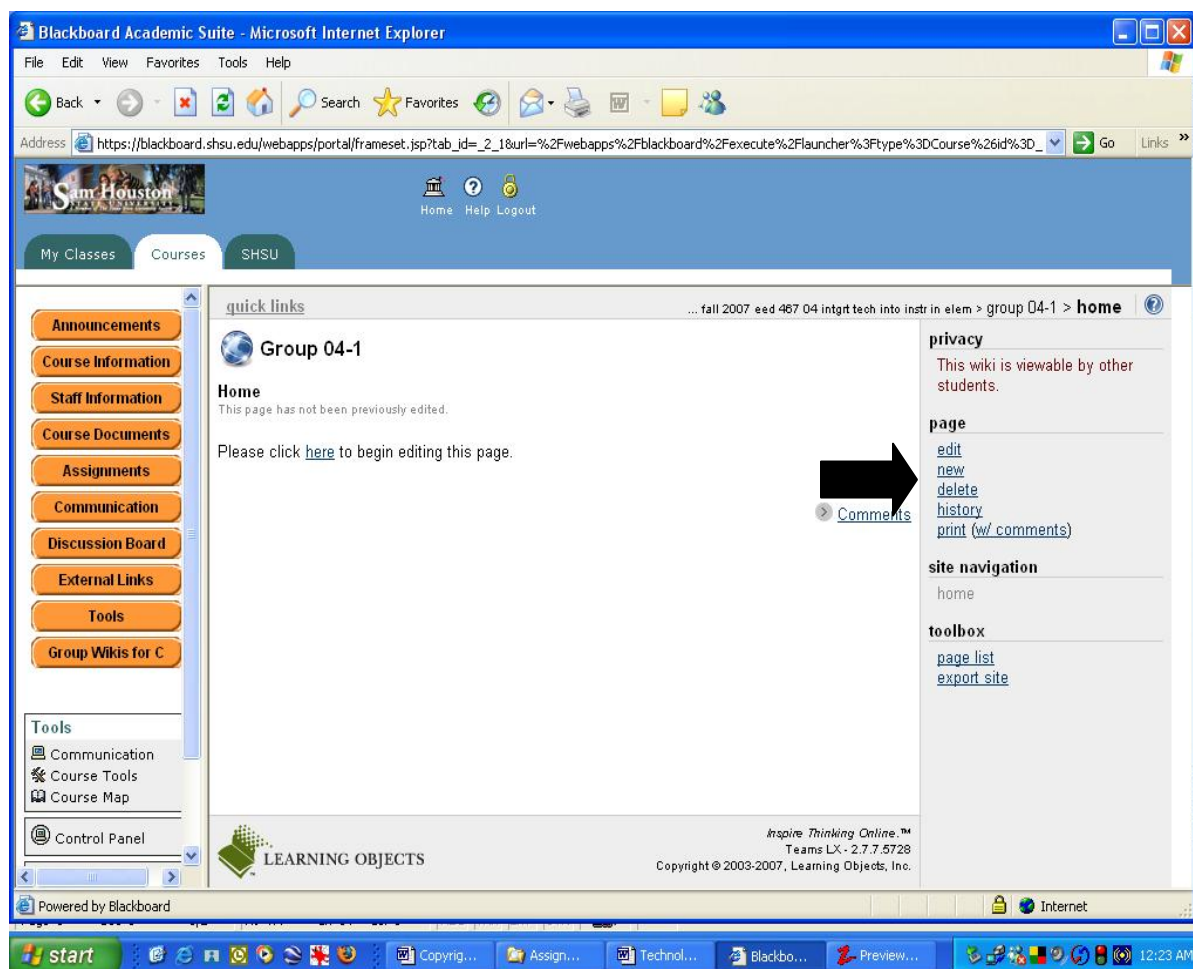 Blackboard Academic Suite - Microsoft Internet Explorer
File Edit View Favorites Tools Help
Back Search Favorites
Address https://blackboard.shsu.edu/webapps/portal/frameset.jsp?tab_id=_2_1&url=%2Fwebapps%2Fblackboard%2Fexecute%2Flauncher%3Ftype%3DCourse%26id%3D_ Go Links »
Sam Houston
Home Help Logout
My Classes Courses SHSU
Announcements
Course Information
Staff Information
Course Documents
Assignments
Communication
Discussion Board
External Links
Tools
Group Wikis for C
Tools
Communication
Course Tools
Course Map
Control Panel
quick links
... fall 2007 eed 467 04 intgrt tech into instr in elem > group 04-1 > home
Group 04-1
Home
This page has not been previously edited.
Please click here to begin editing this page.
Comments
privacy
This wiki is viewable by other
students.
page
edit
new
delete
history
print (w/ comments)
site navigation
home
toolbox
page list
export site
LEARNING OBJECTS
Inspire Thinking Online.™
Teams LX - 2.7.7.5728
Copyright © 2003-2007, Learning Objects, Inc.
Powered by Blackboard
Internet
start Copyrig... Assign... Technol... Blackbo... Preview... 12:23 AM